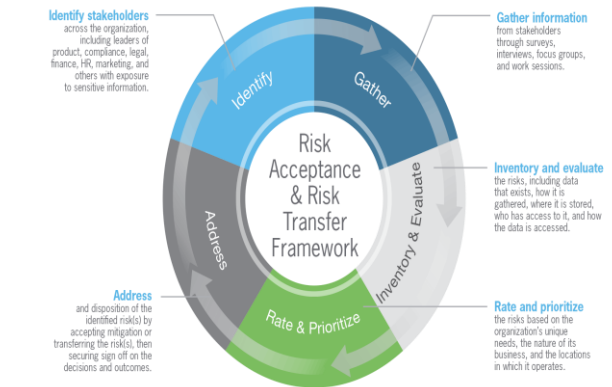 Identify stakeholders
across the organization,
including leaders of
product, compliance, legal,
finance, HR, marketing, and
others with exposure
to sensitive information.
Gather information
from stakeholders
through surveys,
interviews, focus groups,
and work sessions.
Identify
Gather
Risk
Acceptance
& Risk
Transfer
Framework
Inventory and evaluate
the risks, including data
that exists, how it is
gathered, where it is stored,
who has access to it, and how
the data is accessed.
Inventory & Evaluate
Address
Rate & Prioritize
Address
and disposition of the
identified risk(s) by
accepting mitigation or
transferring the risk(s), then
securing sign off on the
decisions and outcomes.
Rate and prioritize
the risks based on the
organization's unique
needs, the nature of its
business, and the locations
in which it operates.